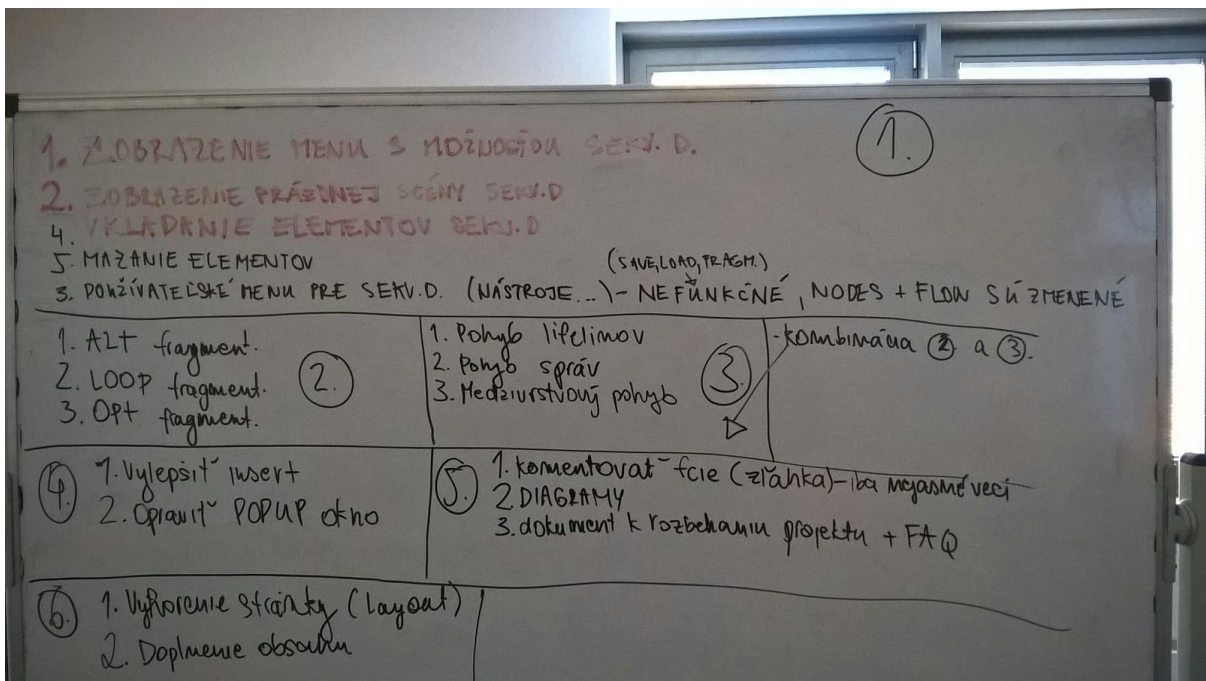 1.
1. ZOBRAZENIE MENU S MOŽNOSŤOU SEKV. D.
2. ZOBRAZENIE PRÁZDNEJ SCÉNY SEKV.D
4. VKLADANIE ELEMENTOV SEKV.D
5. MAZANIE ELEMENTOV
(SAVE, LOAD, FRAGM.)
3. POUŽÍVATEĽSKÉ MENU PRE SEKV.D. (NÁSTROJE...) - NEFUNKČNÉ, NODES + FLOW SÚ ZMENENÉ
2.
1. ALT fragment.
2. LOOP fragment.
3. Opt fragment.
3.
1. Pohyb lifelinov
2. Pohyb správ
3. Medzivrstvový pohyb
- kombinácia 2 a 3.
4.
1. Vylepšiť insert
2. Opraviť POPUP okno
5.
1. komentovať fcie (zľahka) - iba nejasné veci
2. DIAGRAMY
3. dokument k rozbehaniu projektu + FAQ
6.
1. Vytvorenie stránky (layout)
2. Doplnenie obsahu